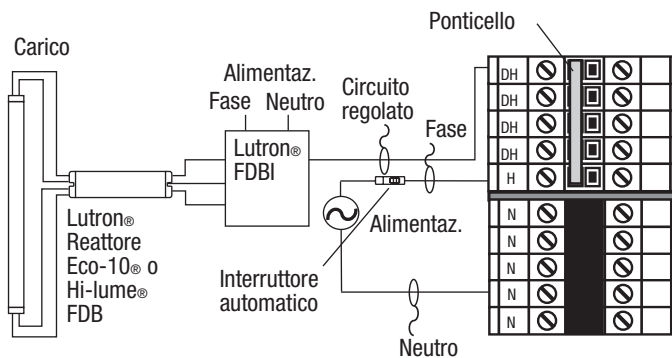 Carico
Alimentaz.
Fase Neutro
Lutron®
FDBI
Lutron®
Reattore
Eco-10® o
Hi-lume®
FDB
Circuito
regolato
Fase
Alimentaz.
Interruttore
automatico
Neutro
Ponticello
DH
DH
DH
DH
H
N
N
N
N
N